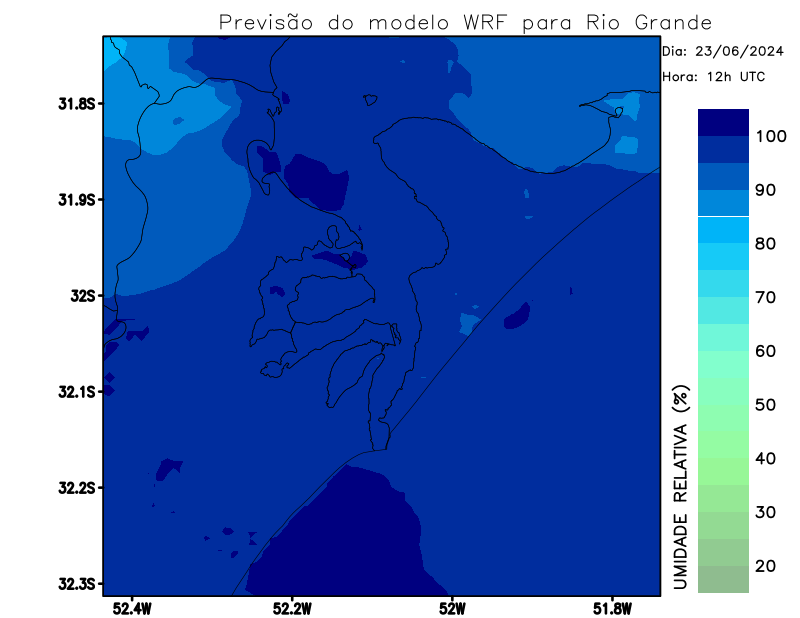 Previsão do modelo WRF para Rio Grande
Dia: 23/06/2024
Hora: 12h UTC
31.8S
31.9S
32S
32.1S
32.2S
32.3S
52.4W
52.2W
52W
51.8W
UMIDADE RELATIVA (%)
100
90
80
70
60
50
40
30
20